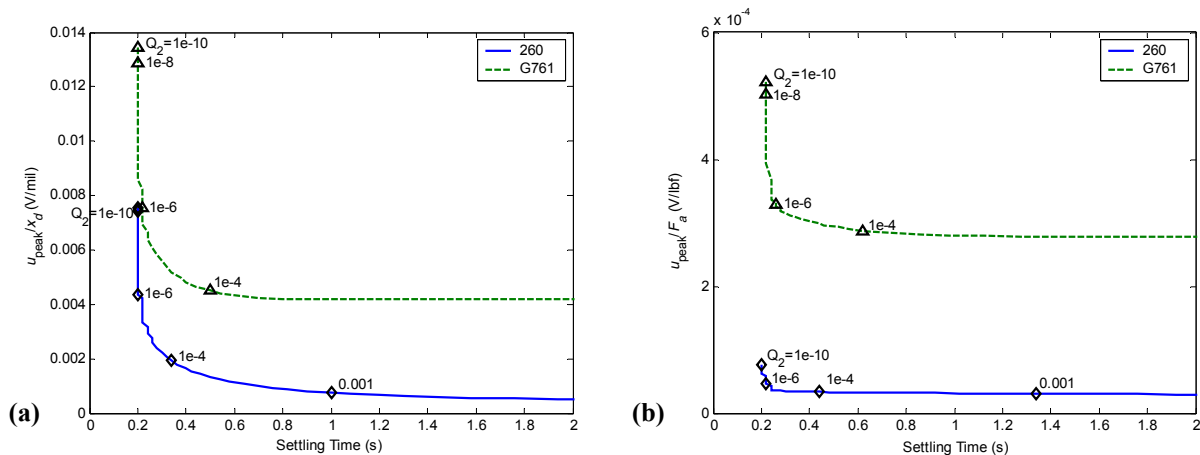 0.014
0.012
0.01
0.008
0.006
0.004
0.002
0
u_peak/x_d (V/mil)
Q2=1e-10
1e-8
1e-6
Q2=1e-10
1e-6
1e-4
1e-4
0.001
260
G761
0 0.2 0.4 0.6 0.8 1 1.2 1.4 1.6 1.8 2
Settling Time (s)
(a)
x 10^-4
6
4
2
0
u_peak/F_a (V/lbf)
Q2=1e-10
1e-8
1e-6
1e-4
Q2=1e-10
1e-6
1e-4
0.001
260
G761
0 0.2 0.4 0.6 0.8 1 1.2 1.4 1.6 1.8 2
Settling Time (s)
(b)